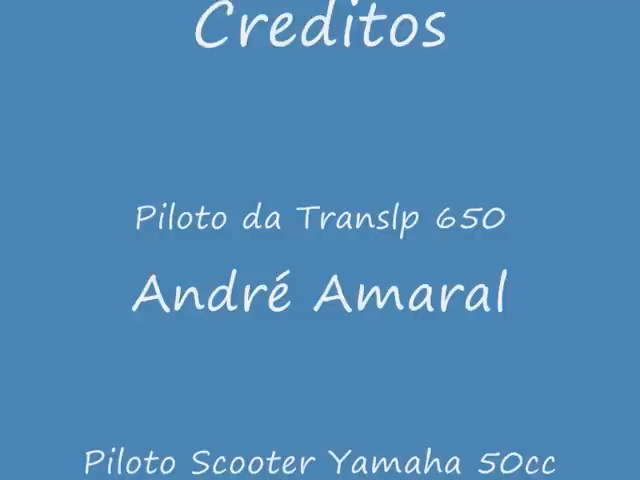 Creditos
Piloto da Translp 650
André Amaral
Piloto Scooter Yamaha 50cc